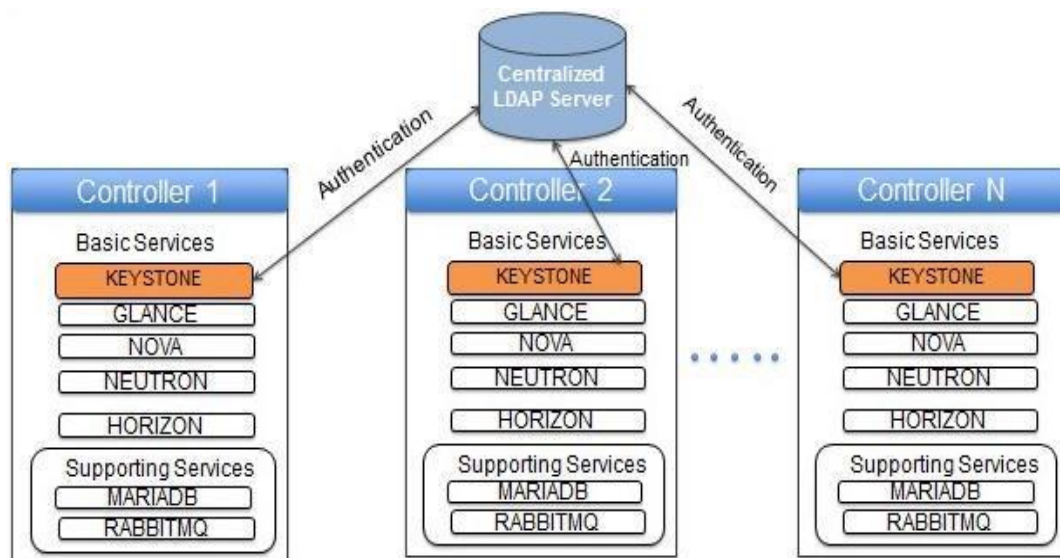 Centralized
LDAP Server
Authentication
Authentication
Authentication
Controller 1
Basic Services
KEYSTONE
GLANCE
NOVA
NEUTRON
HORIZON
Supporting Services
MARIADB
RABBITMQ
Controller 2
Basic Services
KEYSTONE
GLANCE
NOVA
NEUTRON
HORIZON
Supporting Services
MARIADB
RABBITMQ
Controller N
Basic Services
KEYSTONE
GLANCE
NOVA
NEUTRON
HORIZON
Supporting Services
MARIADB
RABBITMQ